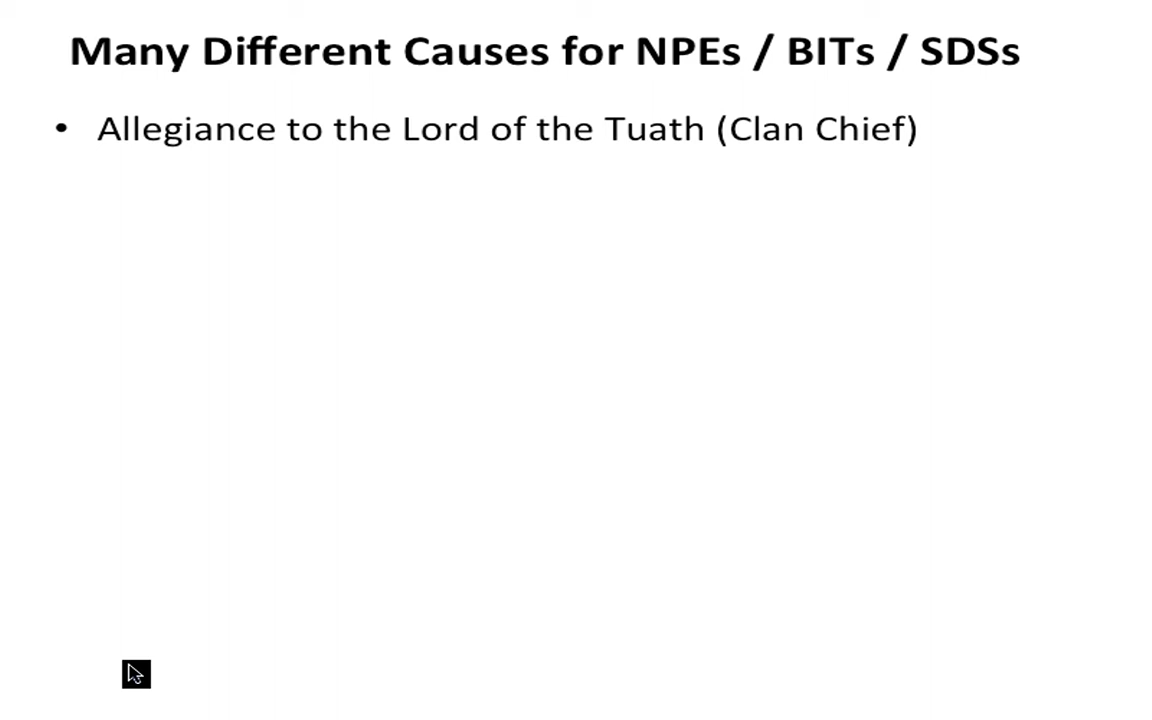 Many Different Causes for NPEs / BITs / SDSs
• Allegiance to the Lord of the Tuath (Clan Chief)